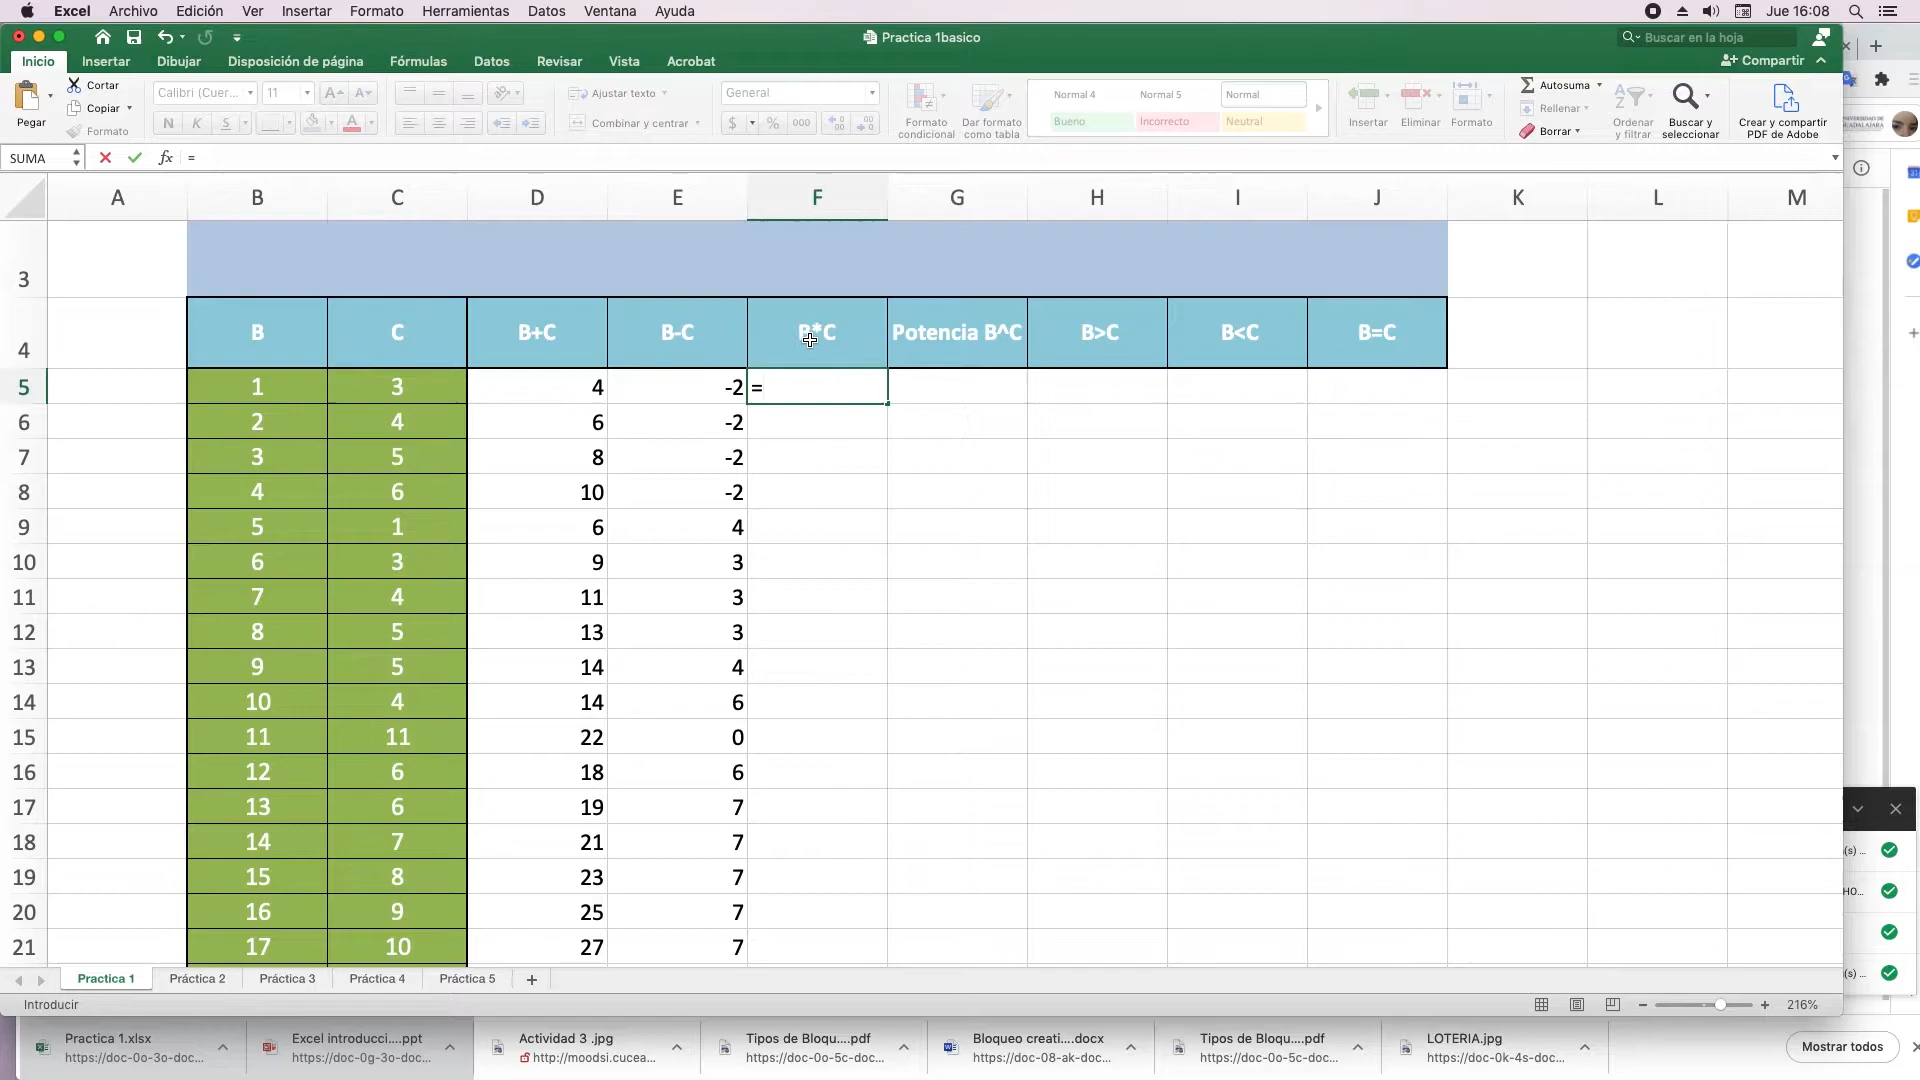 Excel Archivo Edición Ver Insertar Formato Herramientas Datos Ventana Ayuda Jue 16:08
Practica 1basico Buscar en la hoja
Inicio Insertar Dibujar Disposición de página Fórmulas Datos Revisar Vista Acrobat Compartir
Pegar Cortar Copiar Formato
Calibri (Cuer... 11 A A
N K S A
Ajustar texto
Combinar y centrar
General
$ % 000
Formato condicional
Dar formato como tabla
Normal 4 Normal 5 Normal
Bueno Incorrecto Neutral
Insertar Eliminar Formato
Autosuma
Rellenar
Borrar
Ordenar y filtrar
Buscar y seleccionar
Crear y compartir PDF de Adobe
SUMA fx =
A B C D E F G H I J K L M
3
4 B C B+C B-C B*C Potencia B^C B>C B<C B=C
5 1 3 4 -2 =
6 2 4 6 -2
7 3 5 8 -2
8 4 6 10 -2
9 5 1 6 4
10 6 3 9 3
11 7 4 11 3
12 8 5 13 3
13 9 5 14 4
14 10 4 14 6
15 11 11 22 0
16 12 6 18 6
17 13 6 19 7
18 14 7 21 7
19 15 8 23 7
20 16 9 25 7
21 17 10 27 7
Practica 1 Práctica 2 Práctica 3 Práctica 4 Práctica 5
Introducir 216%
Practica 1.xlsx Excel introducci....ppt Actividad 3 .jpg Tipos de Bloqu....pdf Bloqueo creati....docx Tipos de Bloqu....pdf LOTERIA.jpg Mostrar todos
https://doc-0o-3o-doc... https://doc-0g-3o-doc... http://moodsi.cucea... https://doc-0o-5c-doc... https://doc-08-ak-doc... https://doc-0o-5c-doc... https://doc-0k-4s-doc...